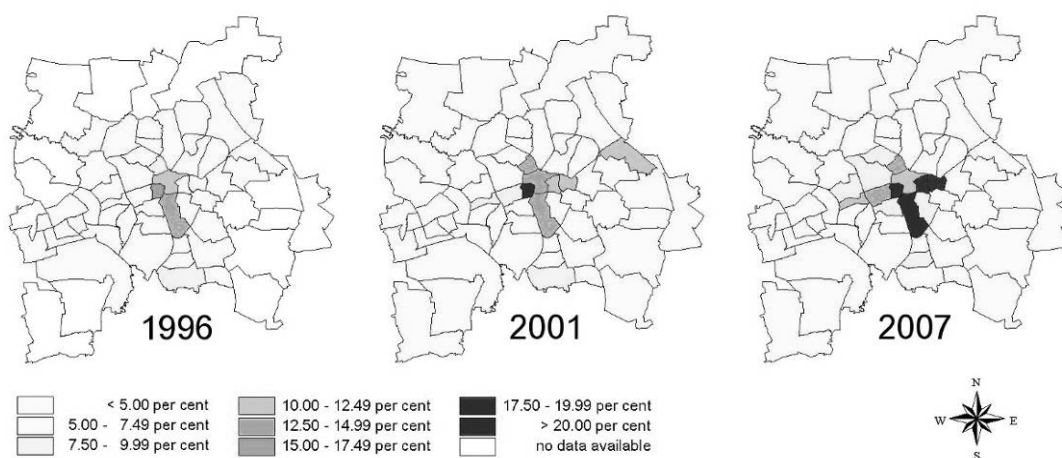 1996
2001
2007
< 5.00 per cent
5.00 - 7.49 per cent
7.50 - 9.99 per cent
10.00 - 12.49 per cent
12.50 - 14.99 per cent
15.00 - 17.49 per cent
17.50 - 19.99 per cent
> 20.00 per cent
no data available
N
W E
S